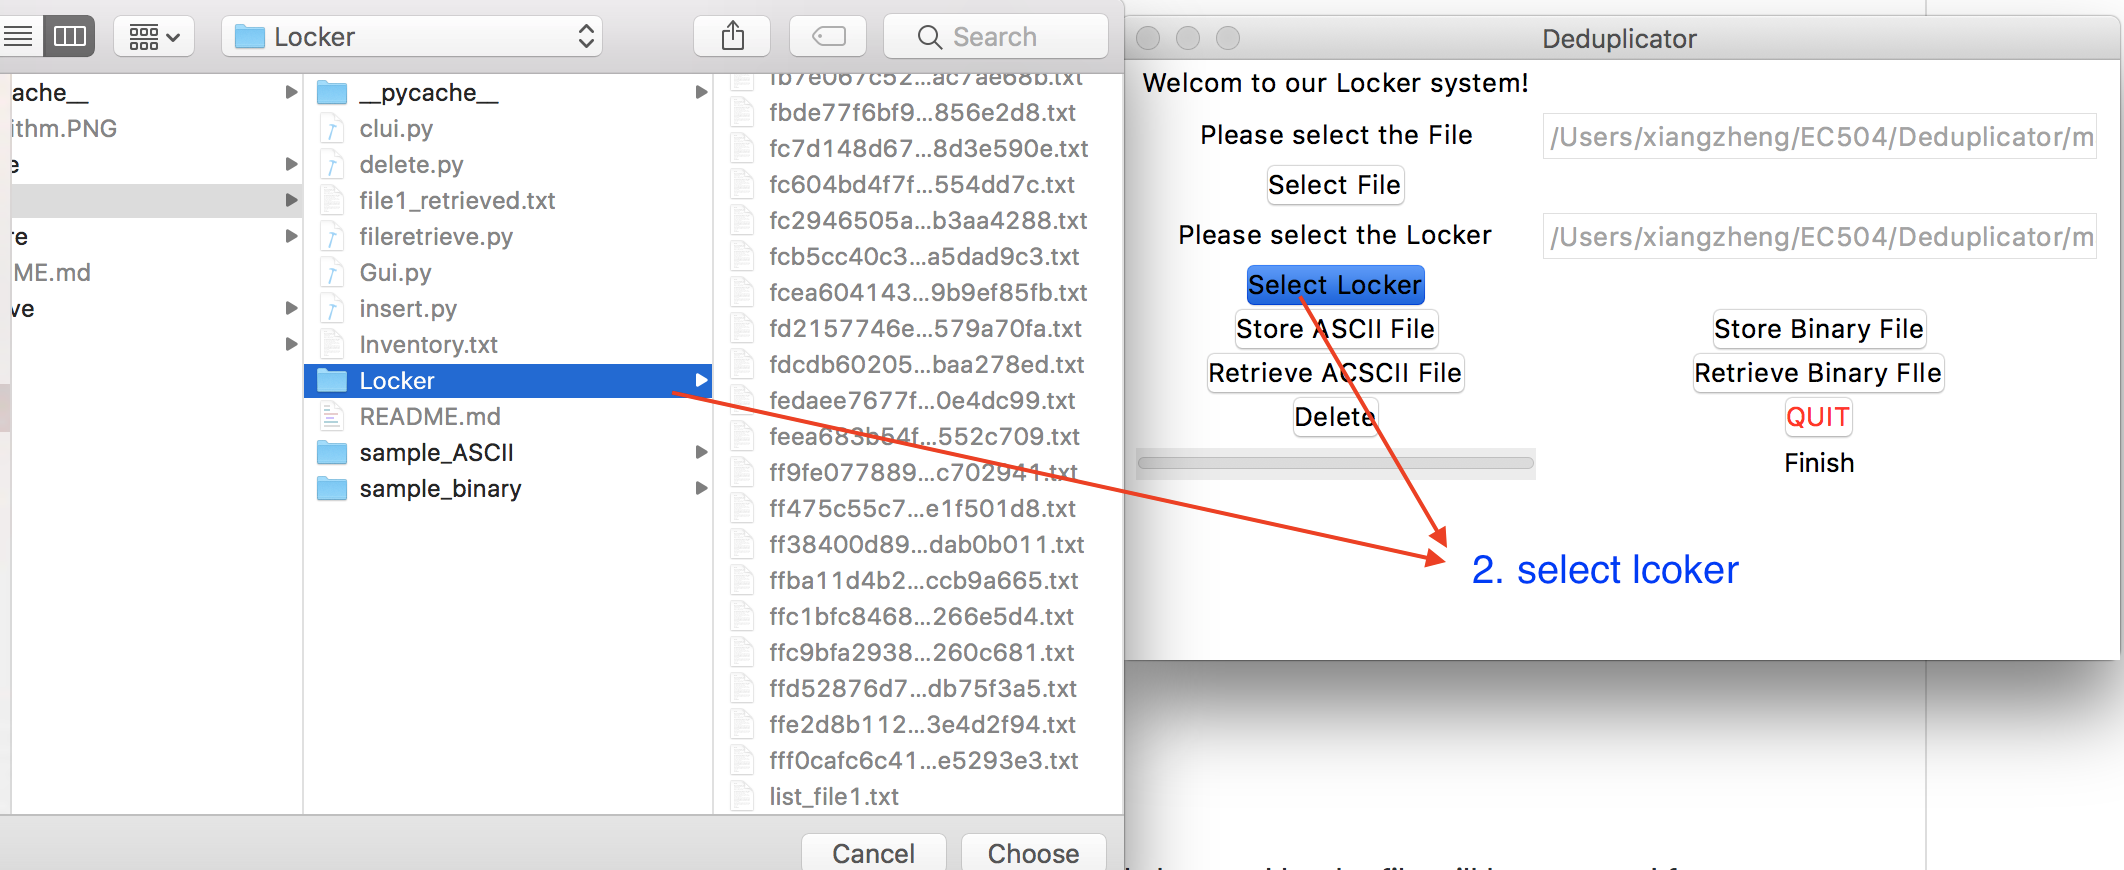 Locker
Search
ache__
ithm.PNG
e
re
ME.md
ve
__pycache__
clui.py
delete.py
file1_retrieved.txt
fileretrieve.py
Gui.py
insert.py
Inventory.txt
Locker
README.md
sample_ASCII
sample_binary
fb7e067c52...ac7ae68b.txt
fbde77f6bf9...856e2d8.txt
fc7d148d67...8d3e590e.txt
fc604bd4f7f...554dd7c.txt
fc2946505a...b3aa4288.txt
fcb5cc40c3...a5dad9c3.txt
fcea604143...9b9ef85fb.txt
fd2157746e...579a70fa.txt
fdcdb60205...baa278ed.txt
fedaee7677f...0e4dc99.txt
feea683b54f...552c709.txt
ff9fe077889...c702941.txt
ff475c55c7...e1f501d8.txt
ff38400d89...dab0b011.txt
ffba11d4b2...ccb9a665.txt
ffc1bfc8468...266e5d4.txt
ffc9bfa2938...260c681.txt
ffd52876d7...db75f3a5.txt
ffe2d8b112...3e4d2f94.txt
fff0cafc6c41...e5293e3.txt
list_file1.txt
Cancel
Choose
Deduplicator
Welcom to our Locker system!
Please select the File
/Users/xiangzheng/EC504/Deduplicator/m
Select File
Please select the Locker
/Users/xiangzheng/EC504/Deduplicator/m
Select Locker
Store ASCII File
Store Binary File
Retrieve ACSCII File
Retrieve Binary FIle
Delete
QUIT
Finish
2. select lcoker